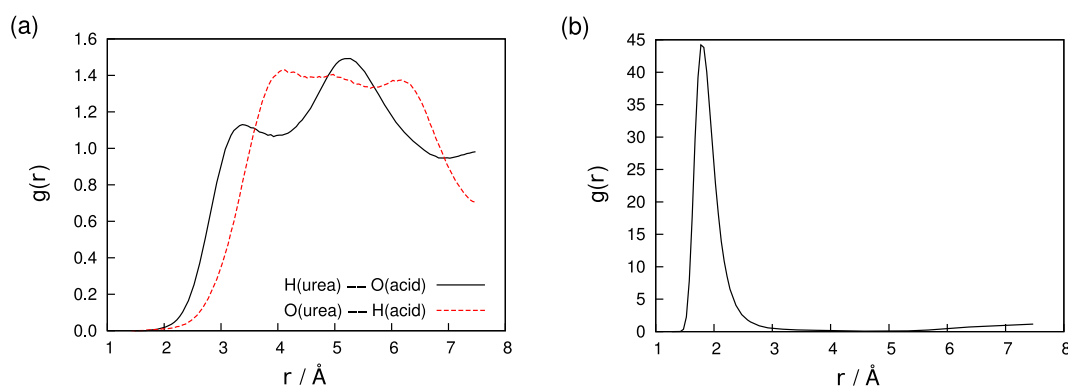 (a)
g(r)
1.6
1.4
1.2
1.0
0.8
0.6
0.4
0.2
0.0
H(urea) −− O(acid)
O(urea) −− H(acid)
1 2 3 4 5 6 7 8
r / Å
(b)
g(r)
45
40
35
30
25
20
15
10
5
0
1 2 3 4 5 6 7 8
r / Å